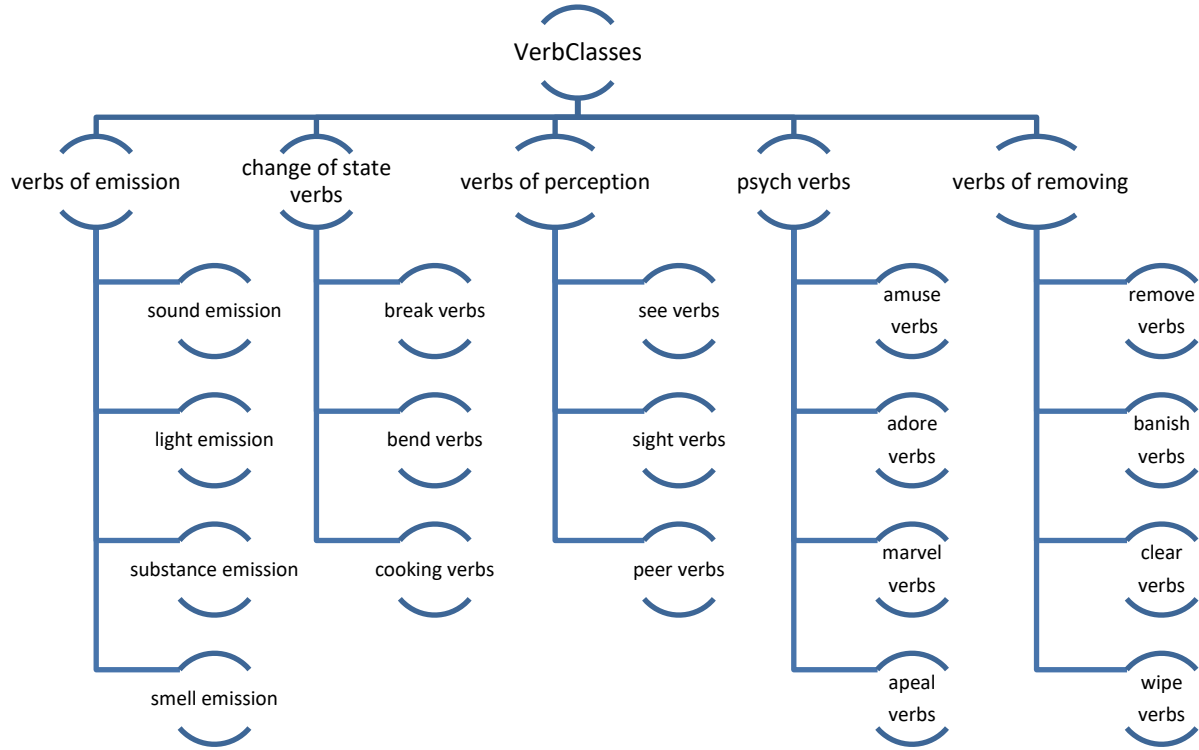 VerbClasses
verbs of emission
change of state
verbs
verbs of perception
psych verbs
verbs of removing
sound emission
light emission
substance emission
smell emission
break verbs
bend verbs
cooking verbs
see verbs
sight verbs
peer verbs
amuse
verbs
adore
verbs
marvel
verbs
apeal
verbs
remove
verbs
banish
verbs
clear
verbs
wipe
verbs